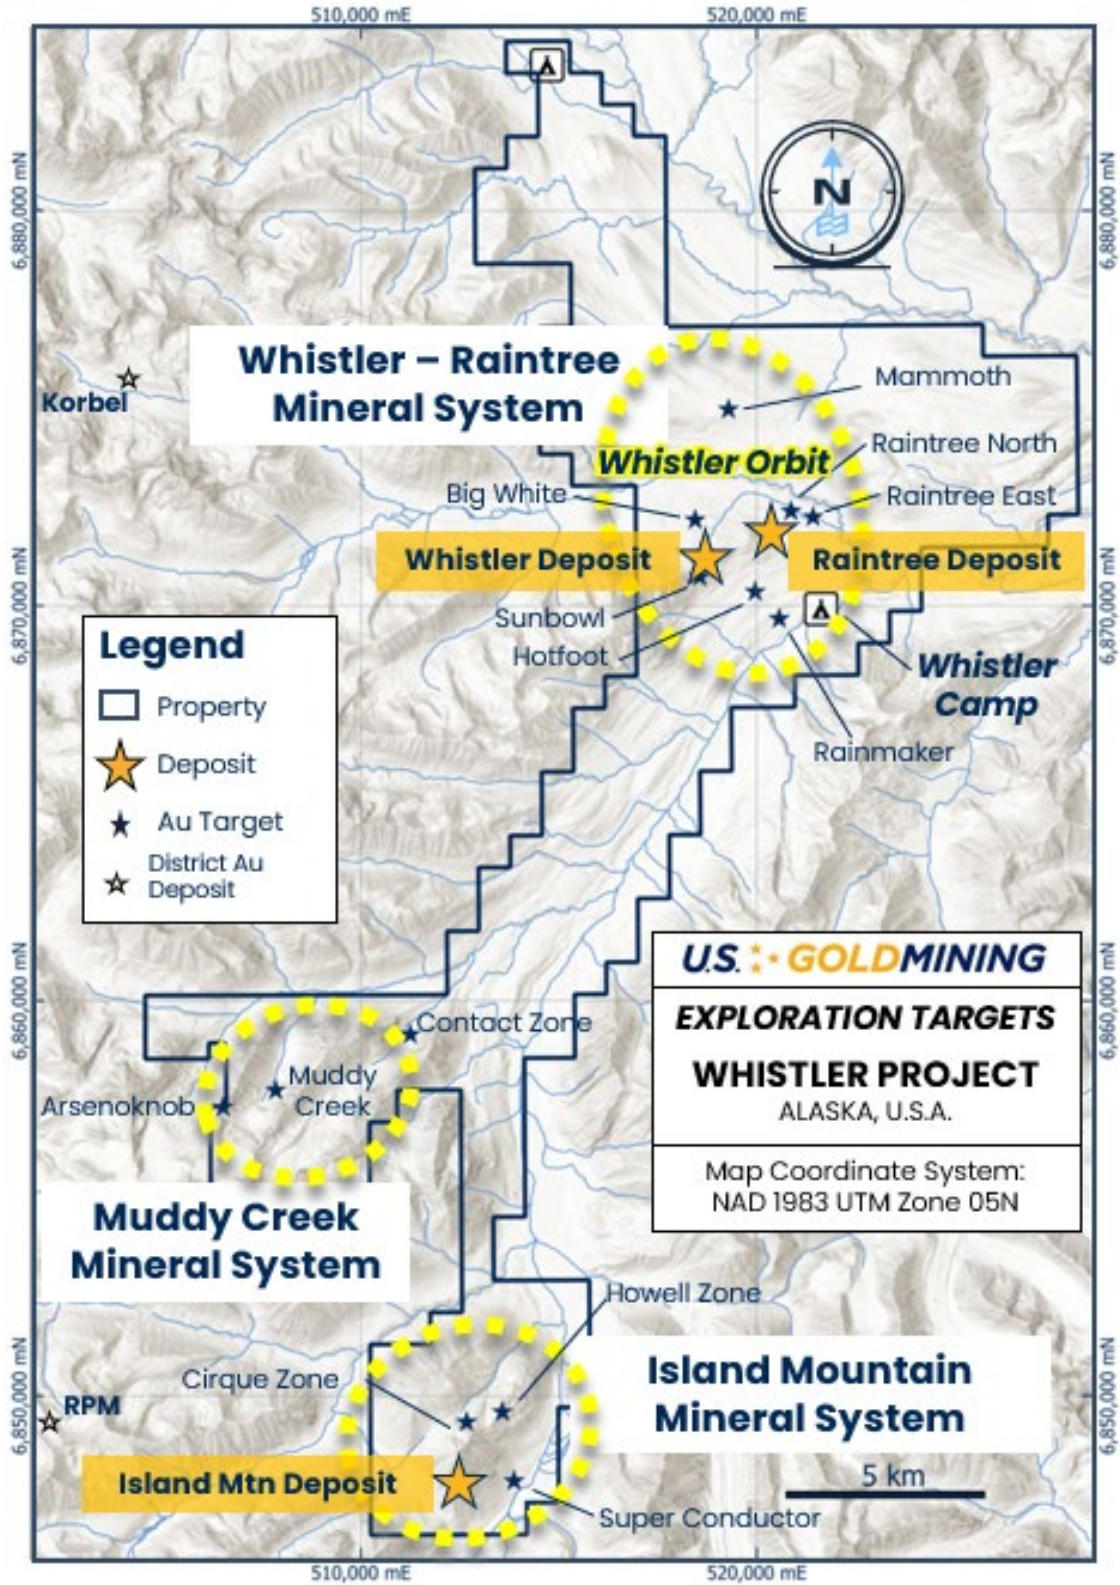 510,000 mE
520,000 mE
6,880,000 mN
6,880,000 mN
N
Whistler – Raintree
Mineral System
Korbel
Mammoth
Raintree North
Whistler Orbit
Big White
Raintree East
Whistler Deposit
Raintree Deposit
6,870,000 mN
6,870,000 mN
Sunbowl
Hotfoot
Whistler
Camp
Rainmaker
Legend
Property
Deposit
Au Target
District Au
Deposit
U.S. GOLDMINING
EXPLORATION TARGETS
WHISTLER PROJECT
ALASKA, U.S.A.
Map Coordinate System:
NAD 1983 UTM Zone 05N
6,860,000 mN
6,860,000 mN
Contact Zone
Muddy
Creek
Arsenoknob
Muddy Creek
Mineral System
Howell Zone
Cirque Zone
Island Mountain
Mineral System
RPM
6,850,000 mN
6,850,000 mN
Island Mtn Deposit
5 km
Super Conductor
510,000 mE
520,000 mE